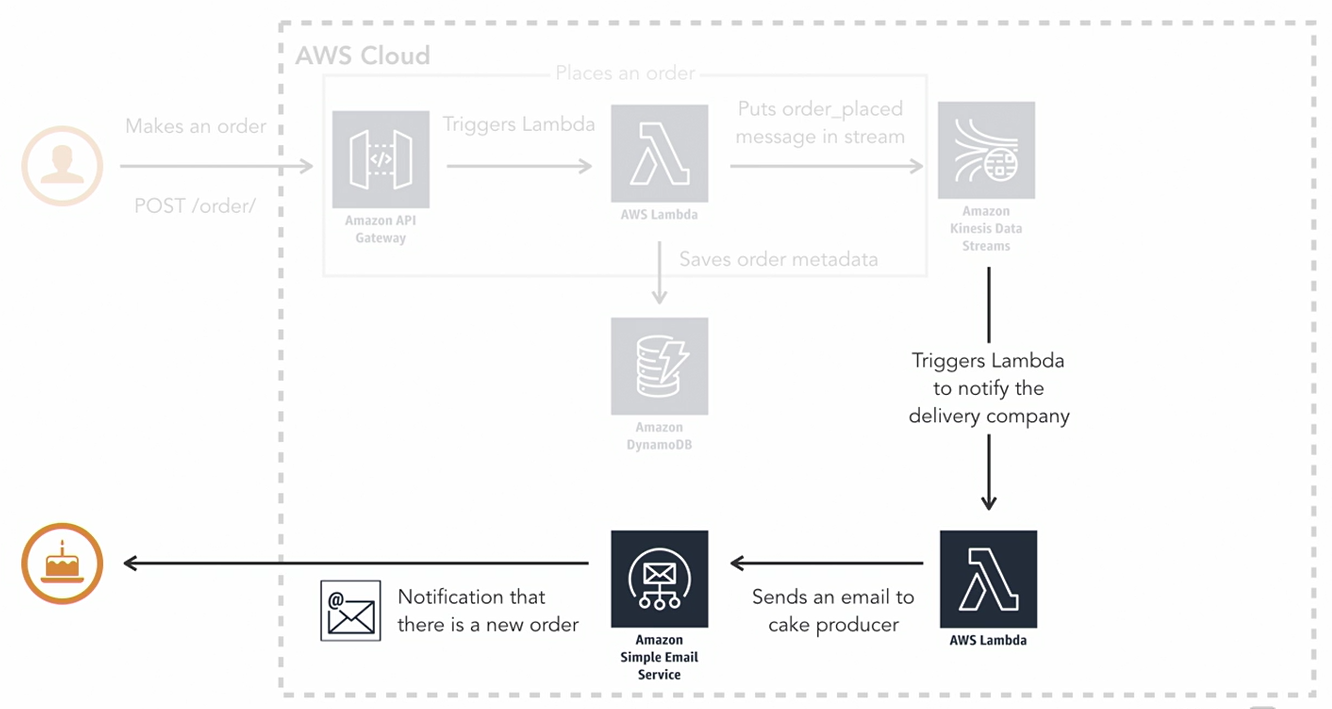 AWS Cloud
Places an order
Makes an order
POST /order/
Triggers Lambda
Puts order_placed
message in stream
Amazon API
Gateway
AWS Lambda
Amazon
Kinesis Data
Streams
Saves order metadata
Amazon
DynamoDB
Triggers Lambda
to notify the
delivery company
@
Notification that
there is a new order
Amazon
Simple Email
Service
Sends an email to
cake producer
AWS Lambda